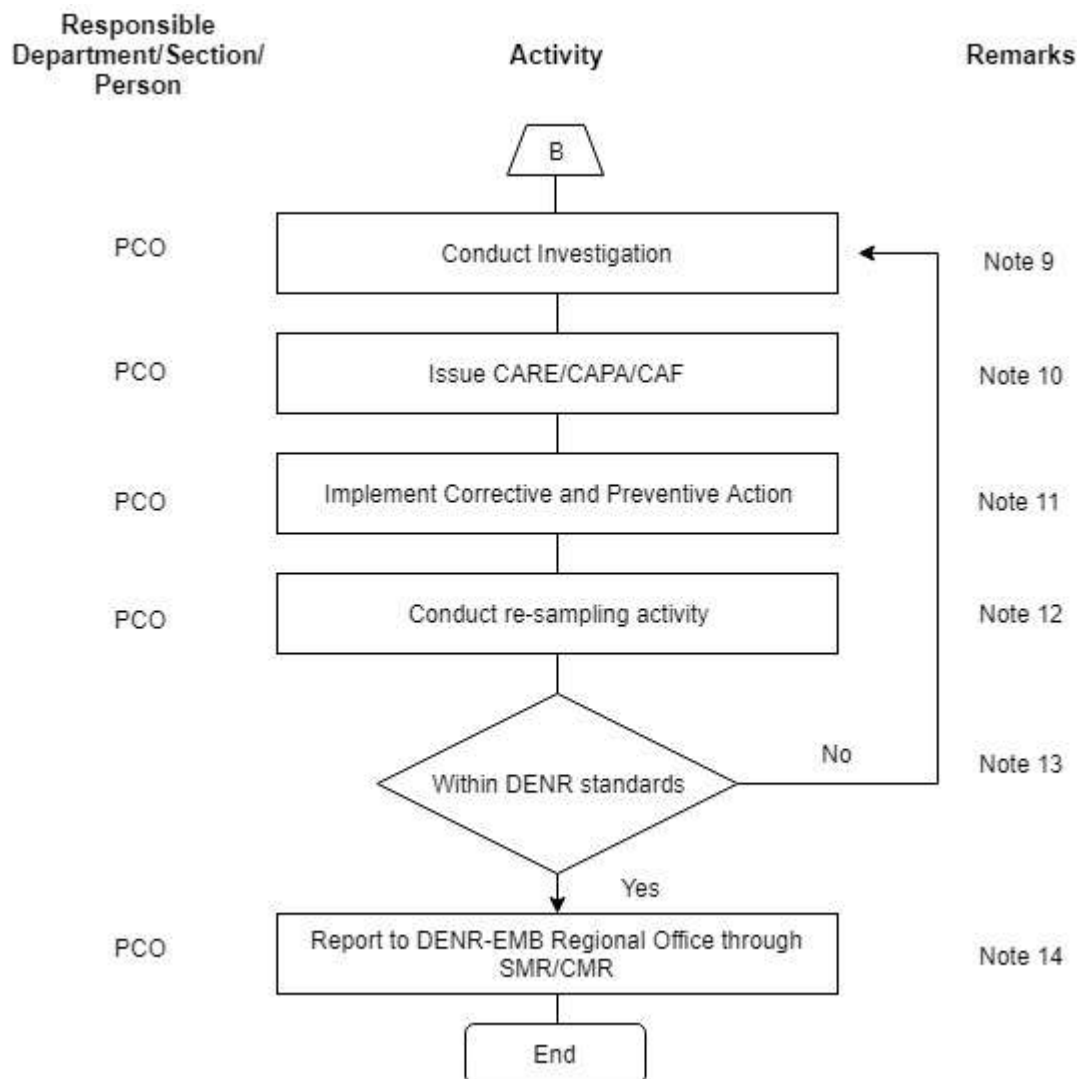 Responsible
Department/Section/
Person
Activity
Remarks
B
PCO
Conduct Investigation
Note 9
PCO
Issue CARE/CAPA/CAF
Note 10
PCO
Implement Corrective and Preventive Action
Note 11
PCO
Conduct re-sampling activity
Note 12
Within DENR standards
No
Note 13
Yes
PCO
Report to DENR-EMB Regional Office through
SMR/CMR
Note 14
End